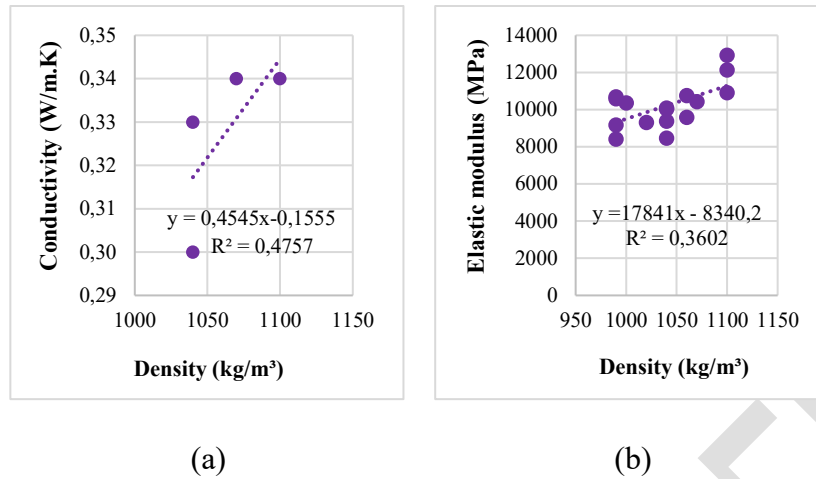 0,35
0,34
0,33
0,32
0,31
0,30
0,29
Conductivity (W/m.K)
y = 0,4545x-0,1555
R² = 0,4757
1000 1050 1100 1150
Density (kg/m³)
(a)
14000
12000
10000
8000
6000
4000
2000
0
Elastic modulus (MPa)
y =17841x - 8340,2
R² = 0,3602
950 1000 1050 1100 1150
Density (kg/m³)
(b)